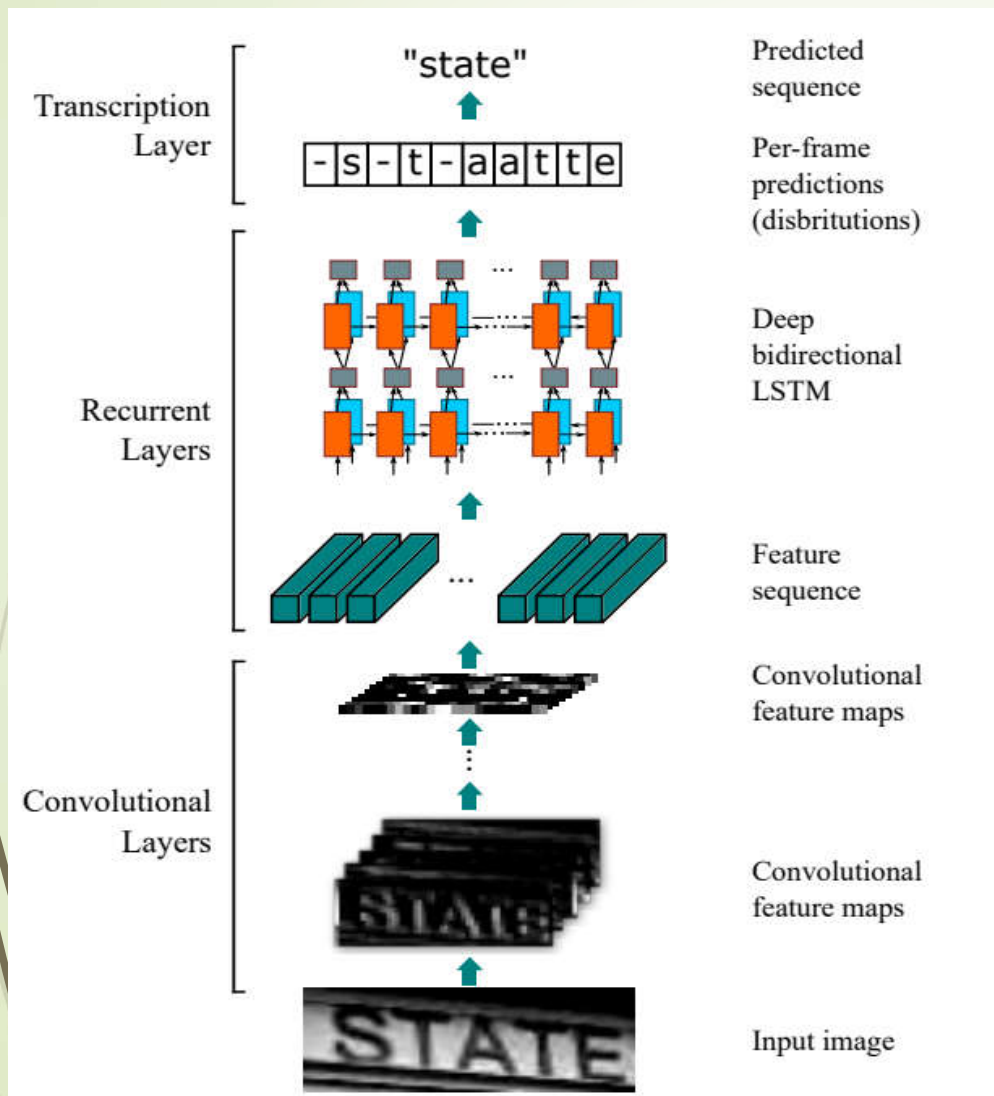 "state"
Predicted
sequence
Transcription
Layer
-s-t-aatte
Per-frame
predictions
(disbritutions)
...
Deep
bidirectional
LSTM
...
Recurrent
Layers
...
Feature
sequence
Convolutional
feature maps
...
Convolutional
Layers
STATE
Convolutional
feature maps
STATE
Input image